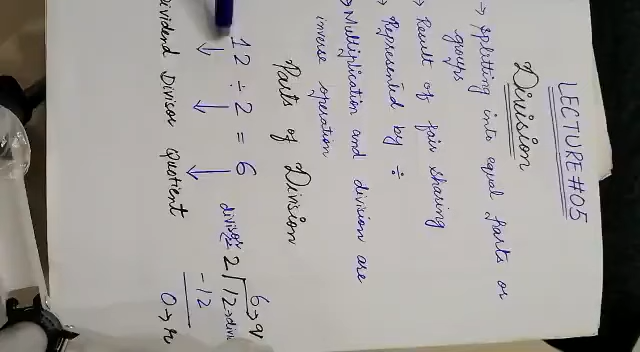 LECTURE#05
Division
→ Splitting into equal parts or
groups
→ Result of fair sharing
→ Represented by ÷
→ Multiplication and division are
inverse operation
Parts of Division
12 ÷ 2 = 6
↓ ↓ ↓
Dividend Divisor Quotient
6→q
divisor 2 12→divi
-12
0→r